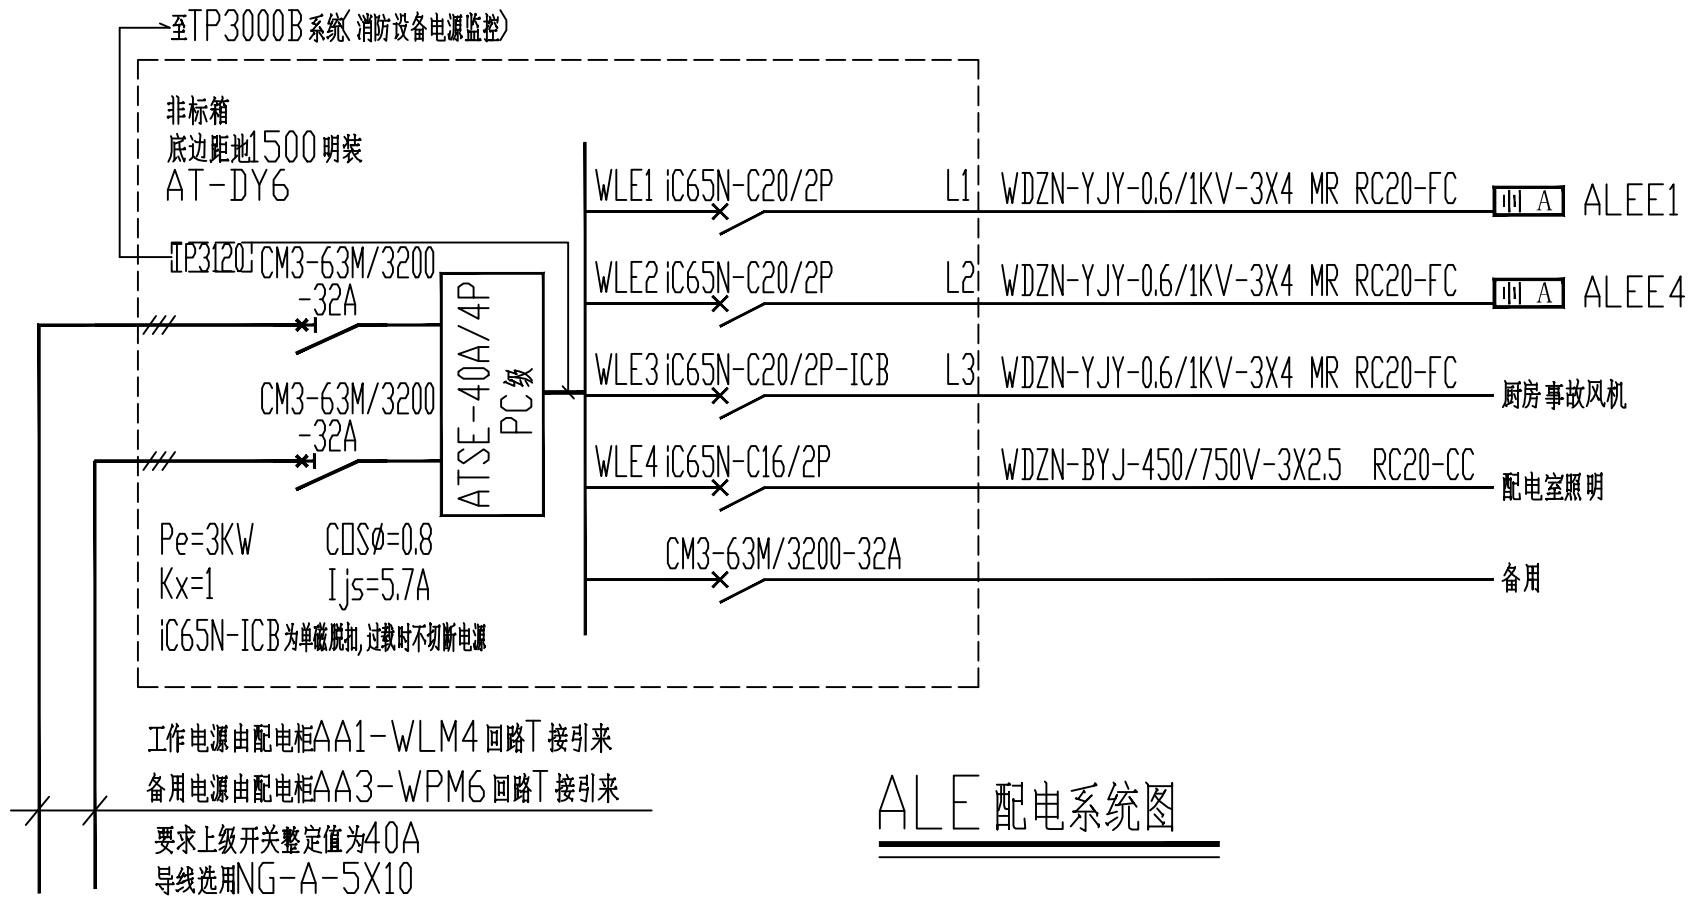 至TP3000B系统(消防设备电源监控)
非标箱
底边距地1500明装
AT-DY6
TP3120
CM3-63M/3200
-32A
CM3-63M/3200
-32A
ATSE-40A/4P
PC级
WLE1 iC65N-C20/2P L1 WDZN-YJY-0.6/1KV-3X4 MR RC20-FC A ALEE1
WLE2 iC65N-C20/2P L2 WDZN-YJY-0.6/1KV-3X4 MR RC20-FC A ALEE4
WLE3 iC65N-C20/2P-ICB L3 WDZN-YJY-0.6/1KV-3X4 MR RC20-FC 厨房事故风机
WLE4 iC65N-C16/2P WDZN-BYJ-450/750V-3X2.5 RC20-CC 配电室照明
CM3-63M/3200-32A 备用
Pe=3KW COSø=0.8
Kx=1 Ijs=5.7A
iC65N-ICB为单磁脱扣,过载时不切断电源
工作电源由配电柜AA1-WLM4回路T接引来
备用电源由配电柜AA3-WPM6回路T接引来
要求上级开关整定值为40A
导线选用NG-A-5X10
ALE配电系统图